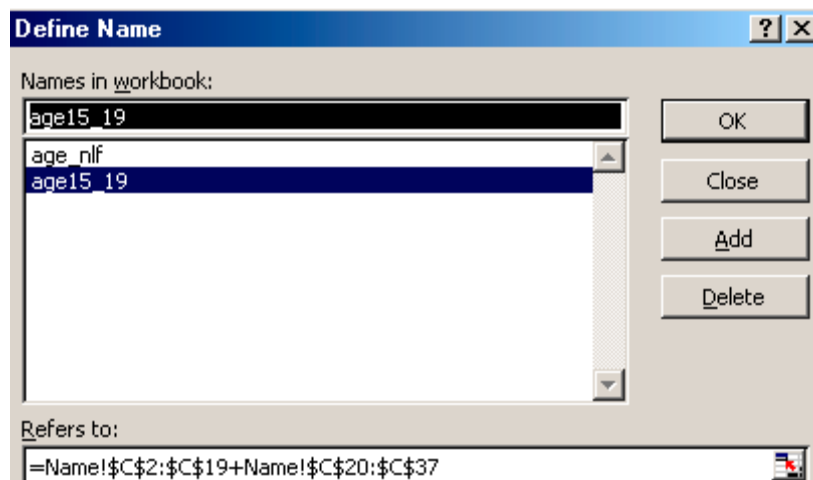 Define Name
Names in workbook:
age15_19
OK
age_nlf
age15_19
Close
Add
Delete
Refers to:
=Name!$C$2:$C$19+Name!$C$20:$C$37